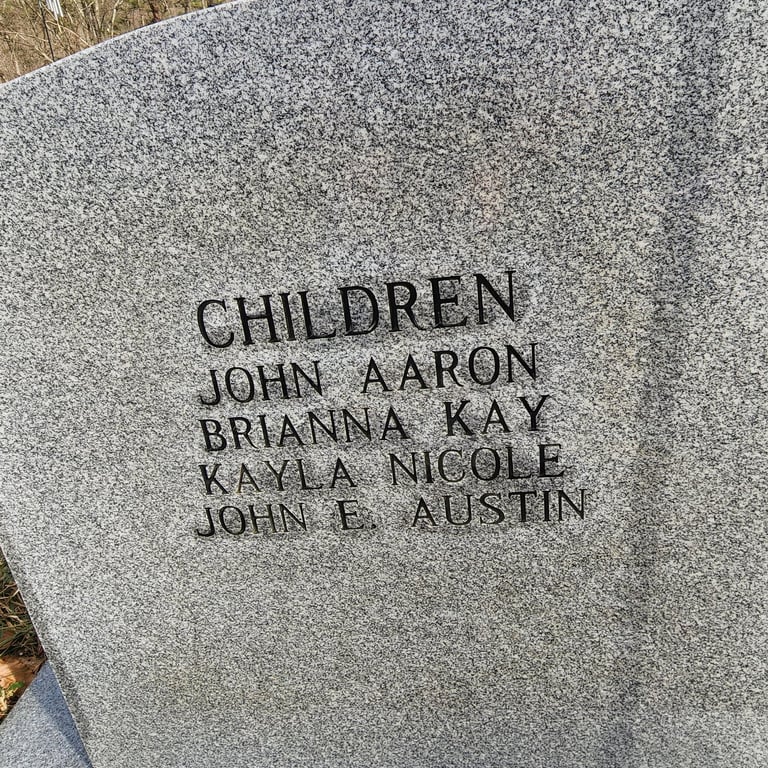 CHILDREN
JOHN AARON
BRIANNA KAY
KAYLA NICOLE
JOHN E. AUSTIN